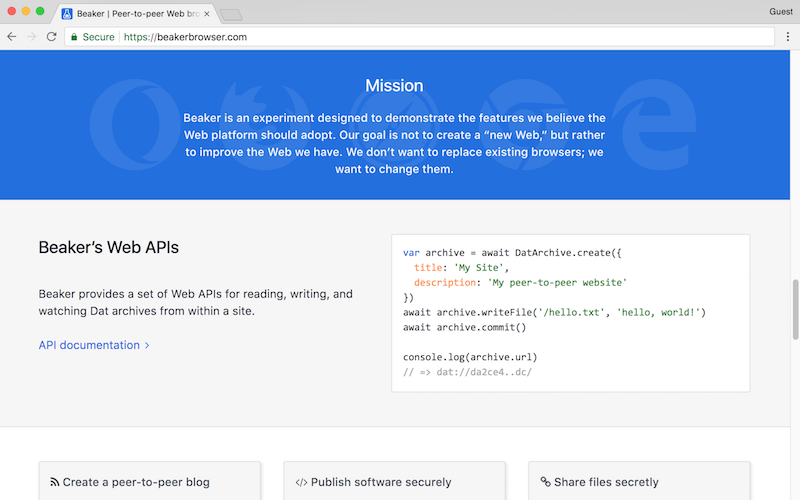 Beaker | Peer-to-peer Web bro
Guest
Secure
https://beakerbrowser.com
Mission
Beaker is an experiment designed to demonstrate the features we believe the
Web platform should adopt. Our goal is not to create a “new Web,” but rather
to improve the Web we have. We don’t want to replace existing browsers; we
want to change them.
Beaker’s Web APIs
Beaker provides a set of Web APIs for reading, writing, and
watching Dat archives from within a site.
API documentation >
var archive = await DatArchive.create({
  title: 'My Site',
  description: 'My peer-to-peer website'
})
await archive.writeFile('/hello.txt', 'hello, world!')
await archive.commit()
console.log(archive.url)
// => dat://da2ce4..dc/
Create a peer-to-peer blog
</> Publish software securely
Share files secretly